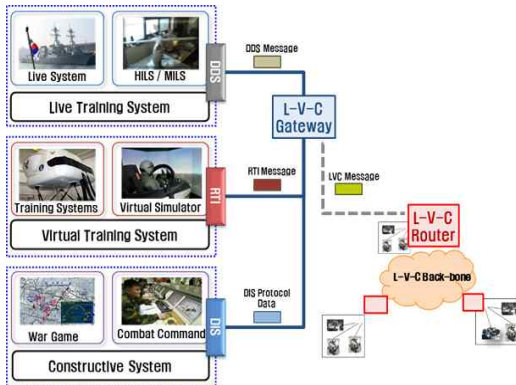 DDS Message
Live System
HILS / MILS
DDS
Live Training System
L-V-C
Gateway
RTI Message
LVC Message
Training Systems
Virtual Simulator
RTI
Virtual Training System
L-V-C
Router
L-V-C Back-bone
DIS Protocol
Data
War Game
Combat Command
DIS
Constructive System